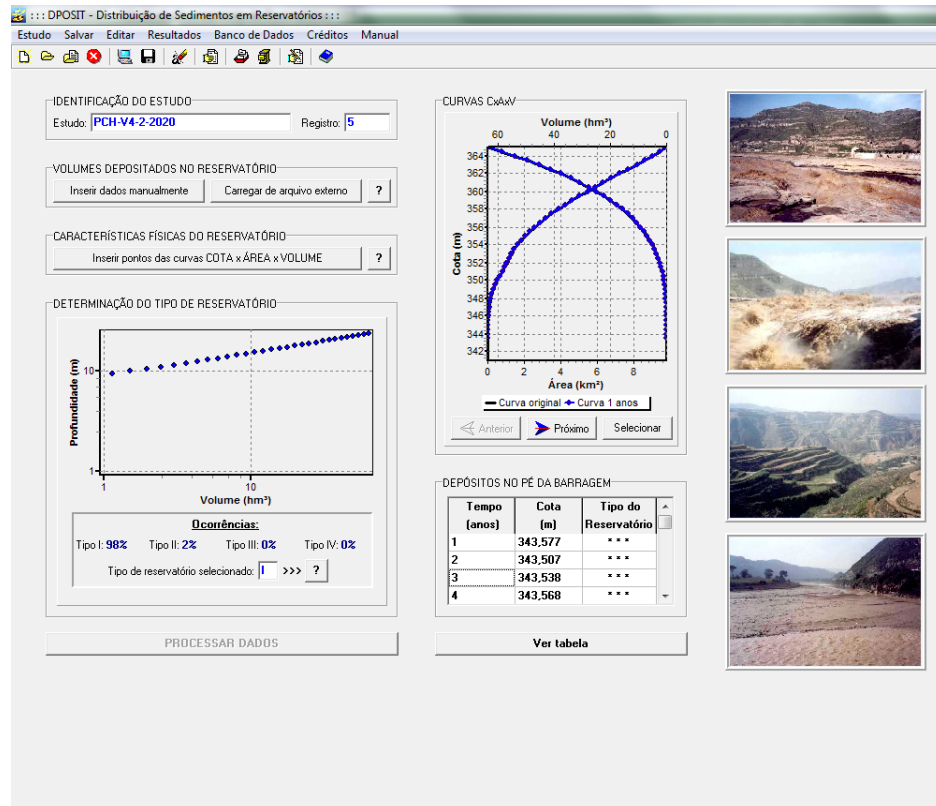 : : : DPOSIT - Distribuição de Sedimentos em Reservatórios : : :
Estudo Salvar Editar Resultados Banco de Dados Créditos Manual
IDENTIFICAÇÃO DO ESTUDO
Estudo: PCH-V4-2-2020 Registro: 5
VOLUMES DEPOSITADOS NO RESERVATÓRIO
Inserir dados manualmente Carregar de arquivo externo ?
CARACTERÍSTICAS FÍSICAS DO RESERVATÓRIO
Inserir pontos das curvas COTA x ÁREA x VOLUME ?
DETERMINAÇÃO DO TIPO DE RESERVATÓRIO
Profundidade (m)
10
1
1 10
Volume (hm³)
Ocorrências:
Tipo I: 98% Tipo II: 2% Tipo III: 0% Tipo IV: 0%
Tipo de reservatório selecionado: I >>> ?
PROCESSAR DADOS
CURVAS CxAxV
Volume (hm³)
60 40 20 0
Cota (m)
364
362
360
358
356
354
352
350
348
346
344
342
0 2 4 6 8
Área (km²)
Curva original Curva 1 anos
Anterior Próximo Selecionar
DEPÓSITOS NO PÉ DA BARRAGEM
Tempo Cota Tipo do
(anos) (m) Reservatório
1 343,577 * * *
2 343,507 * * *
3 343,538 * * *
4 343,568 * * *
Ver tabela